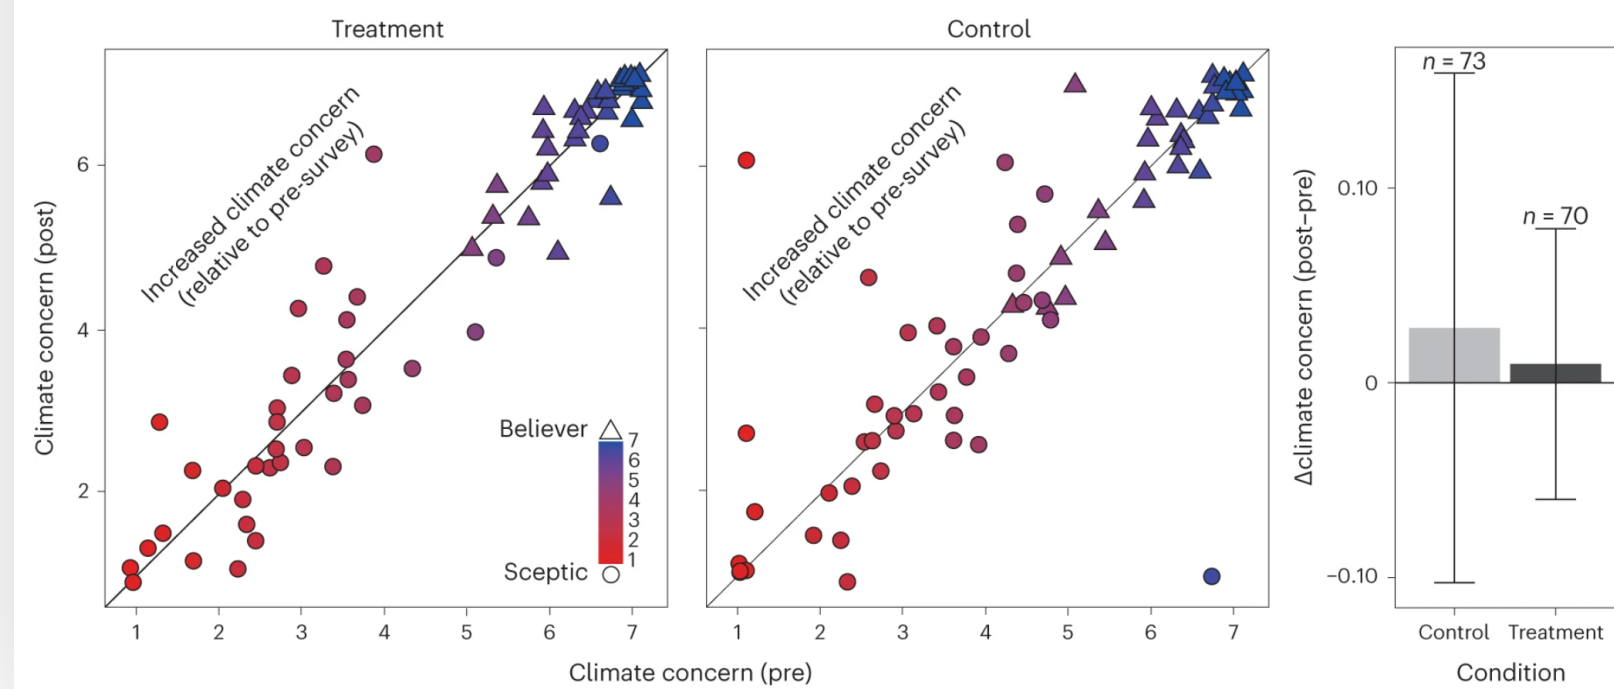 Treatment
Control
Climate concern (post)
6
4
2
Increased climate concern
(relative to pre-survey)
Believer
7
6
5
4
3
2
1
Sceptic
1 2 3 4 5 6 7
Increased climate concern
(relative to pre-survey)
1 2 3 4 5 6 7
Climate concern (pre)
Δclimate concern (post–pre)
0.10
0
–0.10
n = 73
n = 70
Control Treatment
Condition